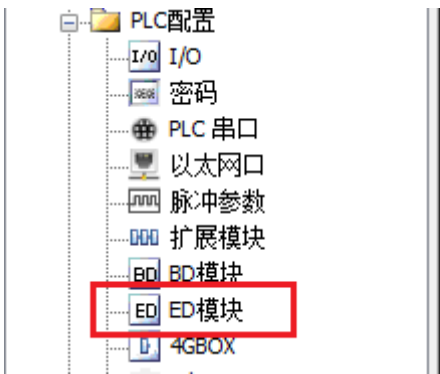 PLC配置
I/O I/O
密码
PLC 串口
以太网口
脉冲参数
扩展模块
BD BD模块
ED ED模块
4GBOX